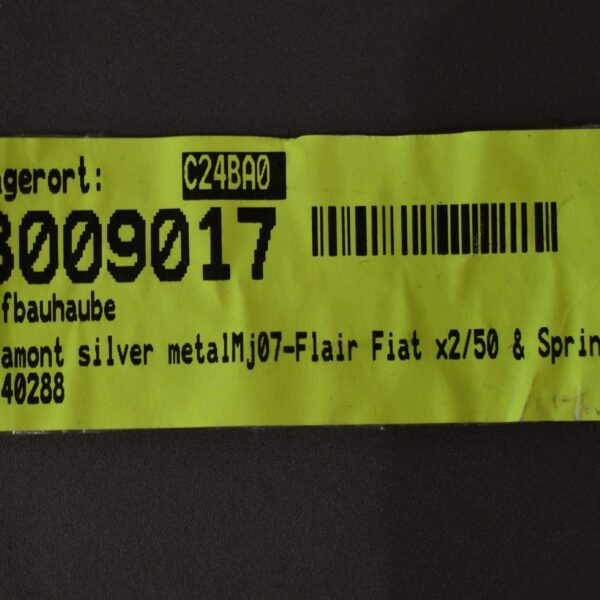 agerort: C24BA0
3009017
fbauhaube
amont silver metalMj07-Flair Fiat x2/50 & Sprin
40288